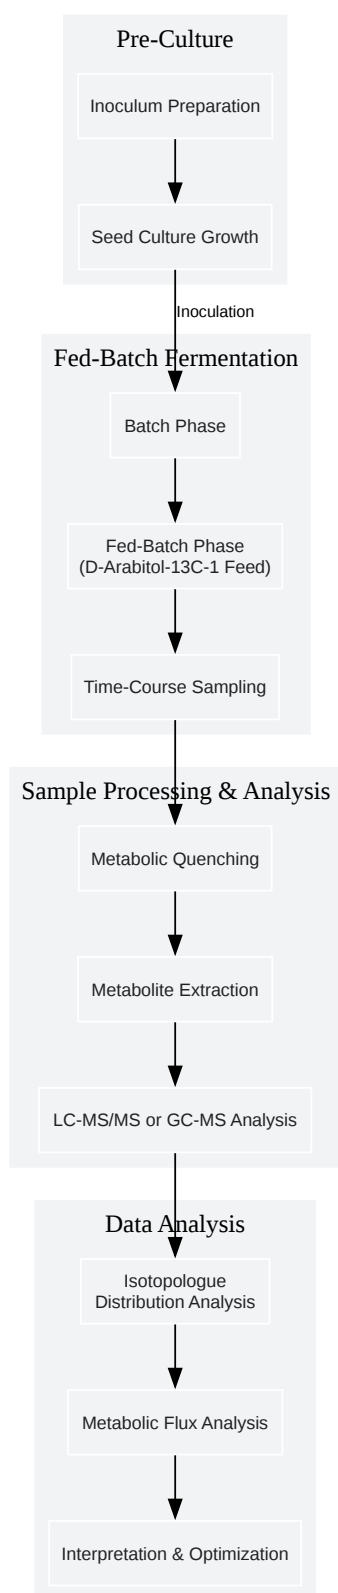 Pre-Culture
Inoculum Preparation
Seed Culture Growth
Inoculation
Fed-Batch Fermentation
Batch Phase
Fed-Batch Phase
(D-Arabitol-13C-1 Feed)
Time-Course Sampling
Sample Processing & Analysis
Metabolic Quenching
Metabolite Extraction
LC-MS/MS or GC-MS Analysis
Data Analysis
Isotopologue
Distribution Analysis
Metabolic Flux Analysis
Interpretation & Optimization